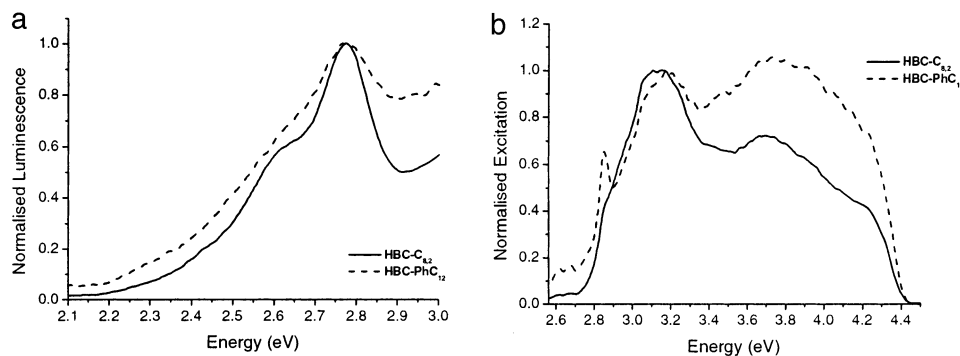 a
Normalised Luminescence
1.0
0.8
0.6
0.4
0.2
0.0
HBC-C8,2
HBC-PhC12
2.1 2.2 2.3 2.4 2.5 2.6 2.7 2.8 2.9 3.0
Energy (eV)
b
Normalised Excitation
1.2
1.0
0.8
0.6
0.4
0.2
0.0
HBC-C8,2
HBC-PhC1
2.6 2.8 3.0 3.2 3.4 3.6 3.8 4.0 4.2 4.4
Energy (eV)